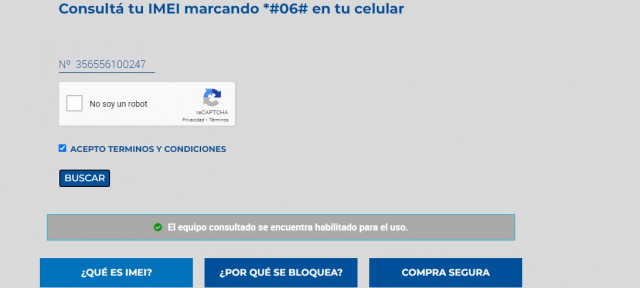 Consultá tu IMEI marcando *#06# en tu celular
Nº 356556100247
No soy un robot
reCAPTCHA
Privacidad - Términos
ACEPTO TERMINOS Y CONDICIONES
BUSCAR
El equipo consultado se encuentra habilitado para el uso.
¿QUÉ ES IMEI?
¿POR QUÉ SE BLOQUEA?
COMPRA SEGURA